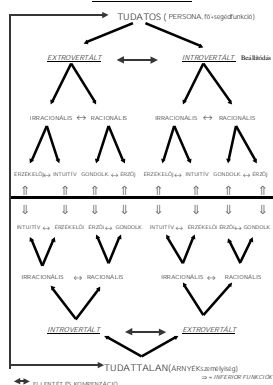 TUDATOS ( PERSONA, fő+segédfunkció)
EXTROVERTÁLT INTROVERTÁLT Beállítódás
IRRACIONÁLIS ↔ RACIONÁLIS IRRACIONÁLIS ↔ RACIONÁLIS
ÉRZÉKELŐ ↔ INTUITÍV GONDOLK. ↔ ÉRZŐ ÉRZÉKELŐ ↔ INTUITÍV GONDOLK. ↔ ÉRZŐ
INTUITÍV ↔ ÉRZÉKELŐ ÉRZŐ ↔ GONDOLK. INTUITÍV ↔ ÉRZÉKELŐ ÉRZŐ ↔ GONDOLK.
IRRACIONÁLIS ↔ RACIONÁLIS IRRACIONÁLIS ↔ RACIONÁLIS
INTROVERTÁLT EXTROVERTÁLT
TUDATTALAN(ÁRNYÉKszemélyiség)
⇔ = INFERIOR FUNKCIÓK
↔ ELLENTÉT ÉS KOMPENZÁCIÓ